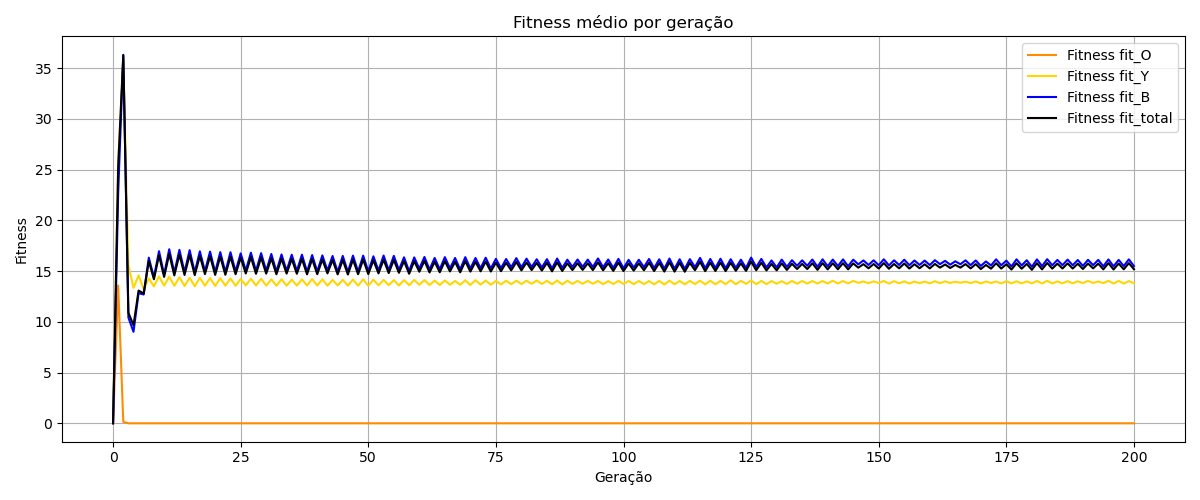 Fitness médio por geração
Fitness fit_O
Fitness fit_Y
Fitness fit_B
Fitness fit_total
Fitness
35
30
25
20
15
10
5
0
0 25 50 75 100 125 150 175 200
Geração